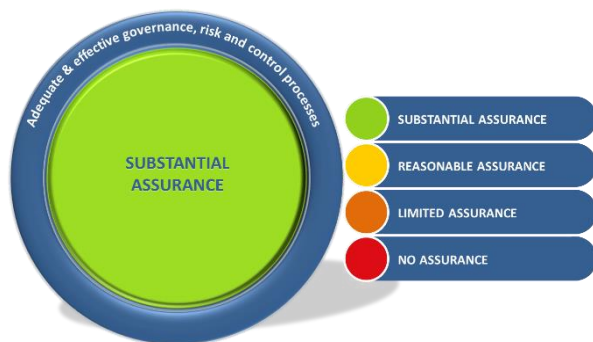 Adequate & effective governance, risk and control processes
SUBSTANTIAL
ASSURANCE
SUBSTANTIAL ASSURANCE
REASONABLE ASSURANCE
LIMITED ASSURANCE
NO ASSURANCE